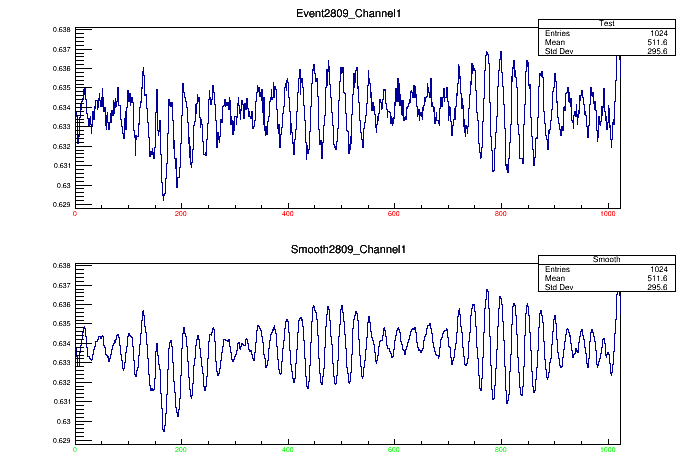 Event2809_Channel1
Test
Entries 1024
Mean 511.6
Std Dev 295.6
0.638
0.637
0.636
0.635
0.634
0.633
0.632
0.631
0.63
0.629
0 200 400 600 800 1000
Smooth2809_Channel1
Smooth
Entries 1024
Mean 511.6
Std Dev 295.6
0.638
0.637
0.636
0.635
0.634
0.633
0.632
0.631
0.63
0.629
0 200 400 600 800 1000